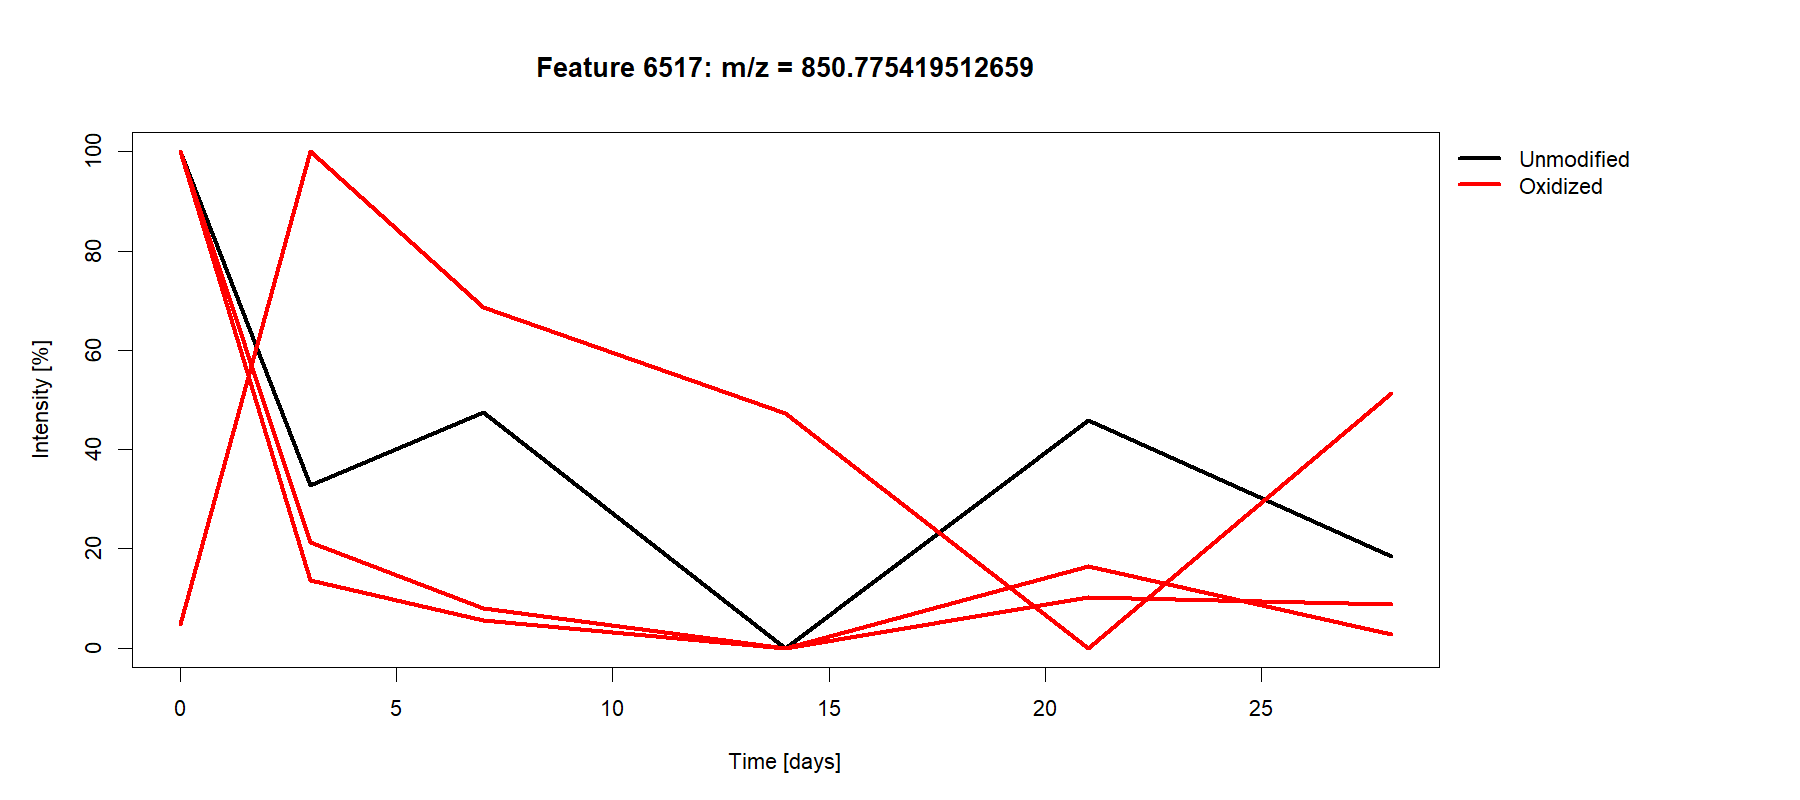 Feature 6517: m/z = 850.775419512659
Unmodified
Oxidized
Intensity [%]
100
80
60
40
20
0
0 5 10 15 20 25
Time [days]